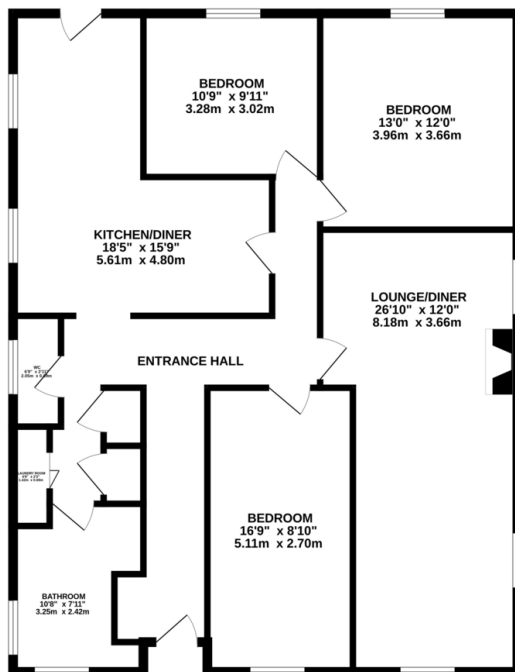 BEDROOM
10'9" x 9'11"
3.28m x 3.02m
BEDROOM
13'0" x 12'0"
3.96m x 3.66m
KITCHEN/DINER
18'5" x 15'9"
5.61m x 4.80m
LOUNGE/DINER
26'10" x 12'0"
8.18m x 3.66m
ENTRANCE HALL
WC
LAUNDRY ROOM
BEDROOM
16'9" x 8'10"
5.11m x 2.70m
BATHROOM
10'8" x 7'11"
3.25m x 2.42m